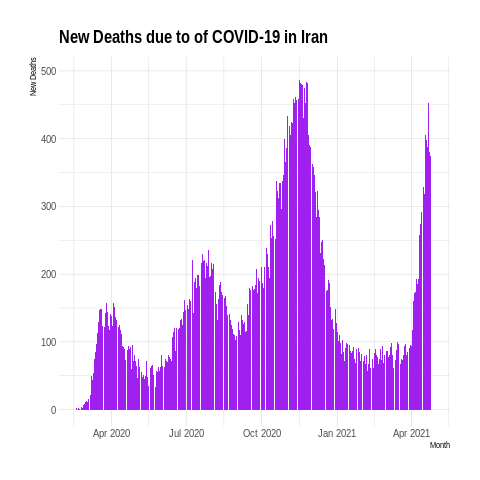 New Deaths due to of COVID-19 in Iran
New Deaths
500
400
300
200
100
0
Apr 2020 Jul 2020 Oct 2020 Jan 2021 Apr 2021
Month